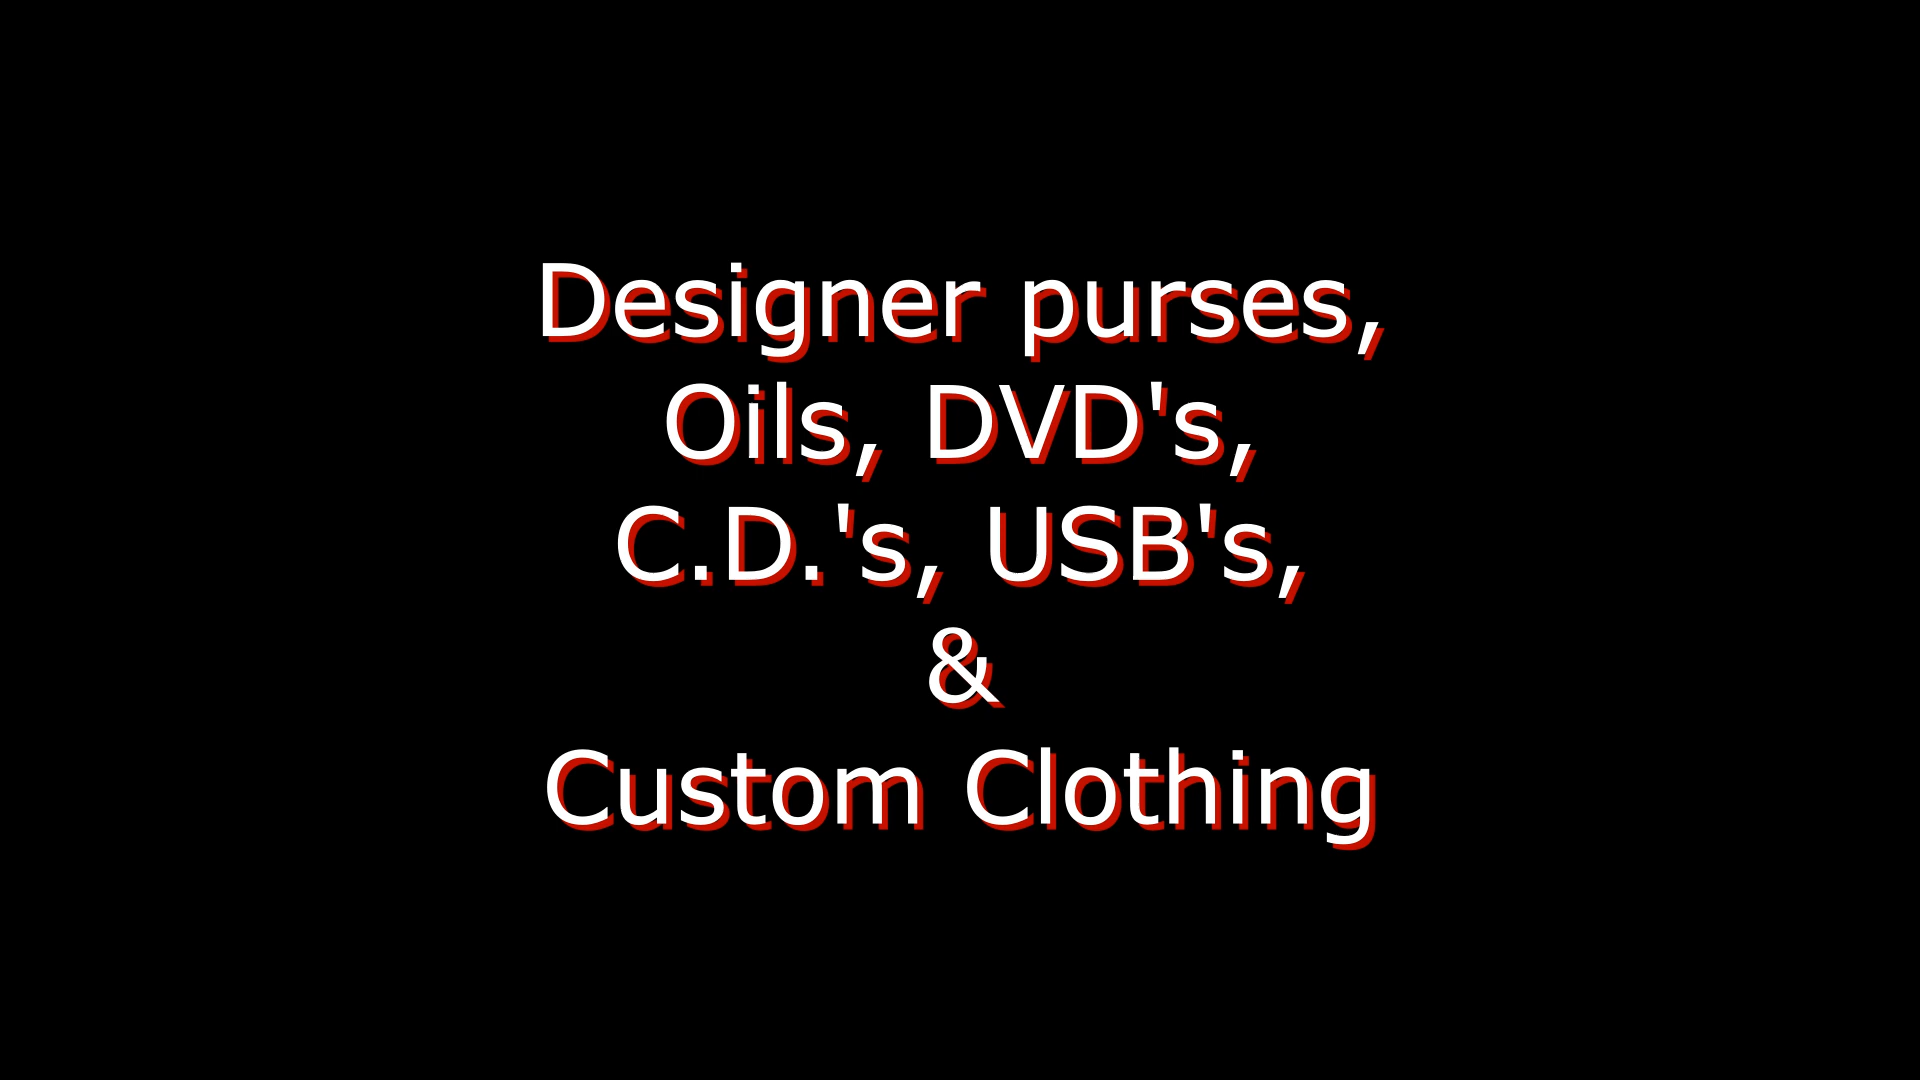 Designer purses,
Oils, DVD's,
C.D.'s, USB's,
&
Custom Clothing